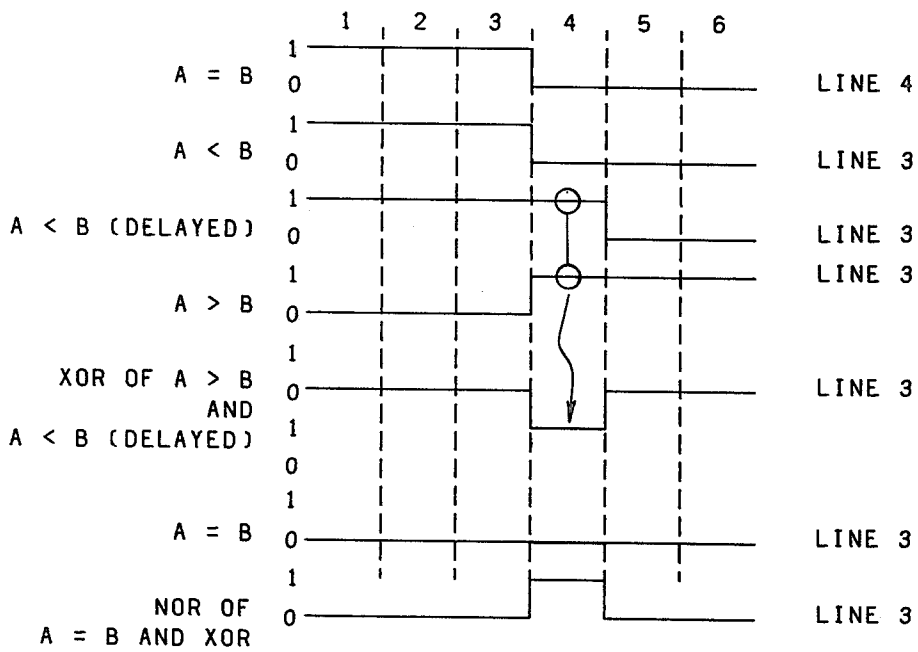 1 2 3 4 5 6
1
A = B 0 LINE 4
1
A < B 0 LINE 3
1
A < B (DELAYED) 0 LINE 3
1 LINE 3
A > B 0
1
XOR OF A > B 0 LINE 3
AND
A < B (DELAYED) 1
0
1
A = B 0 LINE 3
1
NOR OF 0 LINE 3
A = B AND XOR